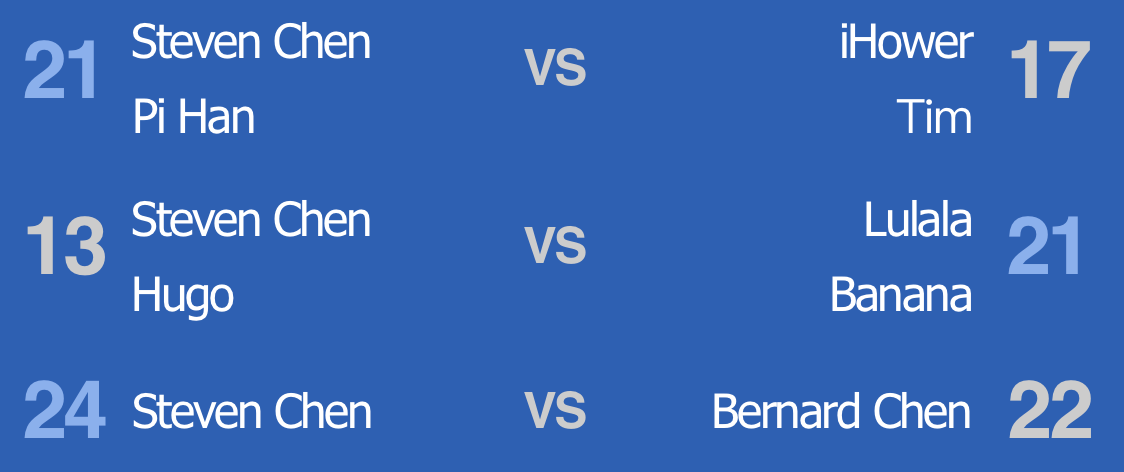 21 Steven Chen VS iHower 17
Pi Han Tim
13 Steven Chen VS Lulala 21
Hugo Banana
24 Steven Chen VS Bernard Chen 22